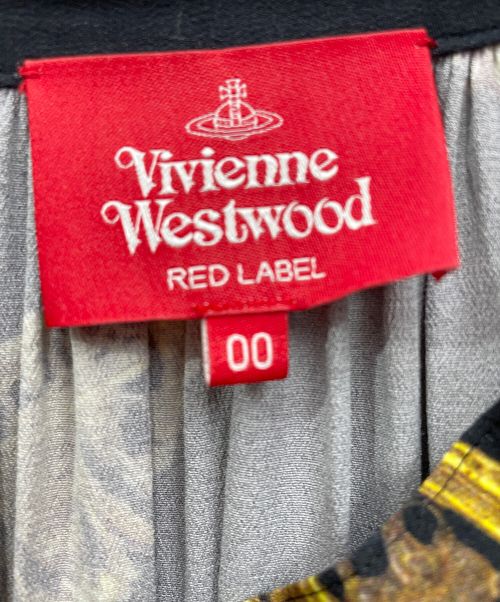 Vivienne
Westwood
RED LABEL
00